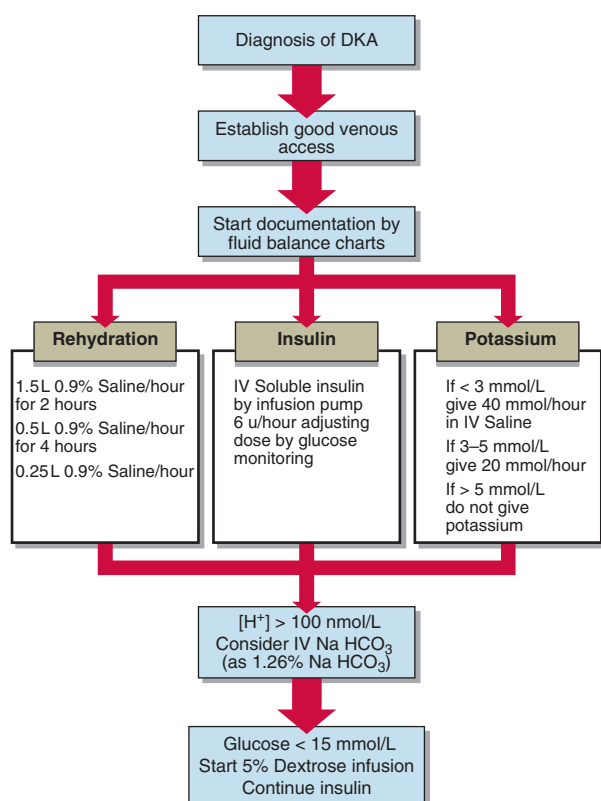 Diagnosis of DKA
Establish good venous
access
Start documentation by
fluid balance charts
Rehydration
1.5L 0.9% Saline/hour
for 2 hours
0.5L 0.9% Saline/hour
for 4 hours
0.25L 0.9% Saline/hour
Insulin
IV Soluble insulin
by infusion pump
6 u/hour adjusting
dose by glucose
monitoring
Potassium
If < 3 mmol/L
give 40 mmol/hour
in IV Saline
If 3–5 mmol/L
give 20 mmol/hour
If > 5 mmol/L
do not give
potassium
[H⁺] > 100 nmol/L
Consider IV Na HCO₃
(as 1.26% Na HCO₃)
Glucose < 15 mmol/L
Start 5% Dextrose infusion
Continue insulin